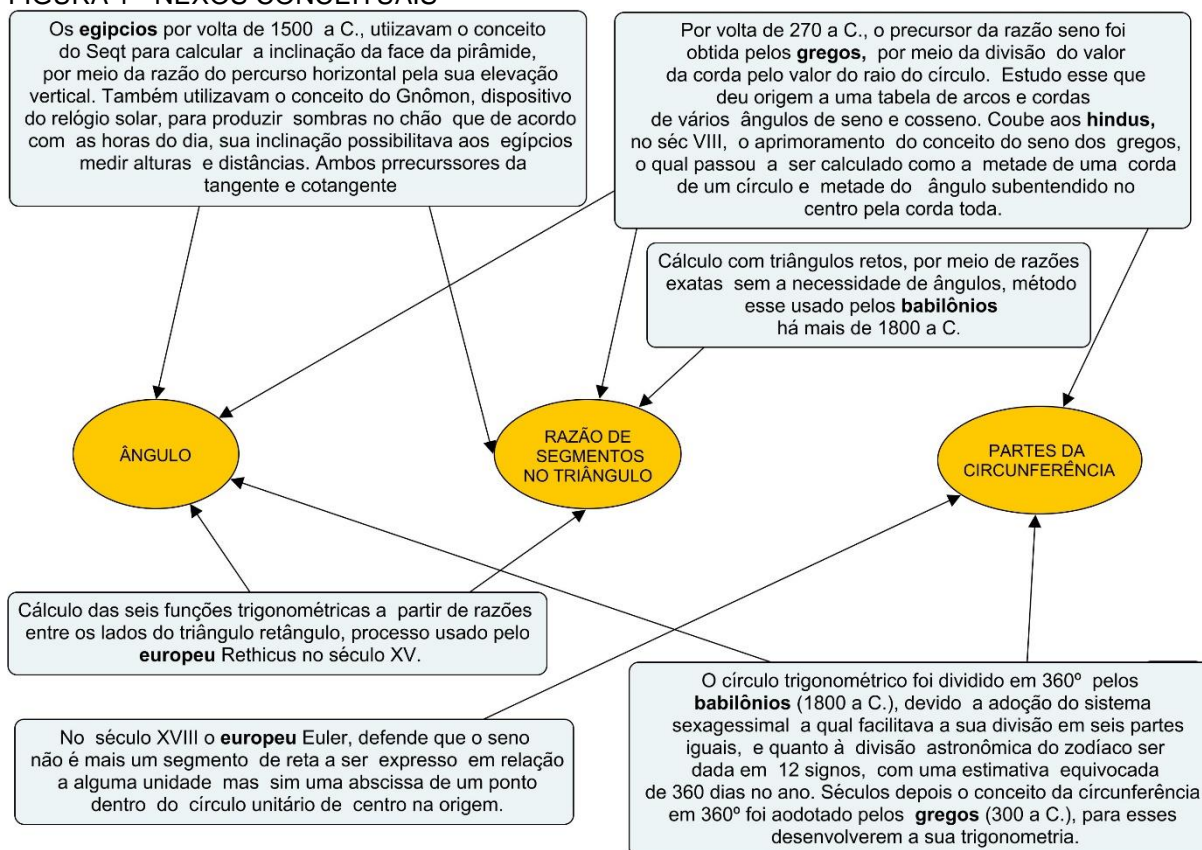 FIGURA 1 - NEXOS CONCEITUAIS
Os egipcios por volta de 1500 a C., utiizavam o conceito
do Seqt para calcular a inclinação da face da pirâmide,
por meio da razão do percurso horizontal pela sua elevação
vertical. Também utilizavam o conceito do Gnômon, dispositivo
do relógio solar, para produzir sombras no chão que de acordo
com as horas do dia, sua inclinação possibilitava aos egípcios
medir alturas e distâncias. Ambos prrecurssores da
tangente e cotangente
Por volta de 270 a C., o precursor da razão seno foi
obtida pelos gregos, por meio da divisão do valor
da corda pelo valor do raio do círculo. Estudo esse que
deu origem a uma tabela de arcos e cordas
de vários ângulos de seno e cosseno. Coube aos hindus,
no séc VIII, o aprimoramento do conceito do seno dos gregos,
o qual passou a ser calculado como a metade de uma corda
de um círculo e metade do ângulo subentendido no
centro pela corda toda.
Cálculo com triângulos retos, por meio de razões
exatas sem a necessidade de ângulos, método
esse usado pelos babilônios
há mais de 1800 a C.
ÂNGULO
RAZÃO DE
SEGMENTOS
NO TRIÂNGULO
PARTES DA
CIRCUNFERÊNCIA
Cálculo das seis funções trigonométricas a partir de razões
entre os lados do triângulo retângulo, processo usado pelo
europeu Rethicus no século XV.
No século XVIII o europeu Euler, defende que o seno
não é mais um segmento de reta a ser expresso em relação
a alguma unidade mas sim uma abscissa de um ponto
dentro do círculo unitário de centro na origem.
O círculo trigonométrico foi dividido em 360º pelos
babilônios (1800 a C.), devido a adoção do sistema
sexagessimal a qual facilitava a sua divisão em seis partes
iguais, e quanto à divisão astronômica do zodíaco ser
dada em 12 signos, com uma estimativa equivocada
de 360 dias no ano. Séculos depois o conceito da círcunferência
em 360º foi aodotado pelos gregos (300 a C.), para esses
desenvolverem a sua trigonometria.